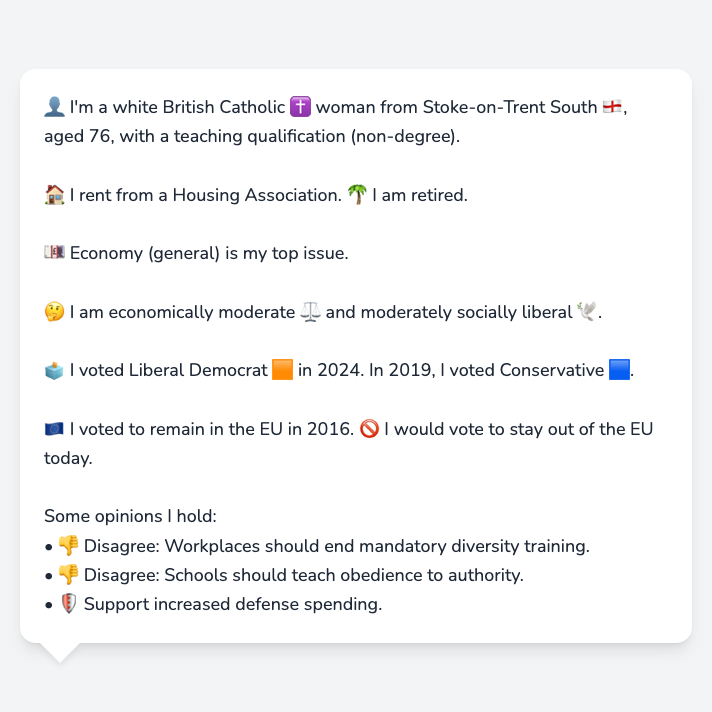 👤 I'm a white British Catholic ✝️ woman from Stoke-on-Trent South 🏴󠁧󠁢󠁥󠁮󠁧󠁿,
aged 76, with a teaching qualification (non-degree).
🏠 I rent from a Housing Association. 🌴 I am retired.
💷 Economy (general) is my top issue.
🤔 I am economically moderate ⚖️ and moderately socially liberal 🕊️.
🗳️ I voted Liberal Democrat 🟧 in 2024. In 2019, I voted Conservative 🟦.
🇪🇺 I voted to remain in the EU in 2016. 🚫 I would vote to stay out of the EU
today.
Some opinions I hold:
• 👎 Disagree: Workplaces should end mandatory diversity training.
• 👎 Disagree: Schools should teach obedience to authority.
• 🛡️ Support increased defense spending.